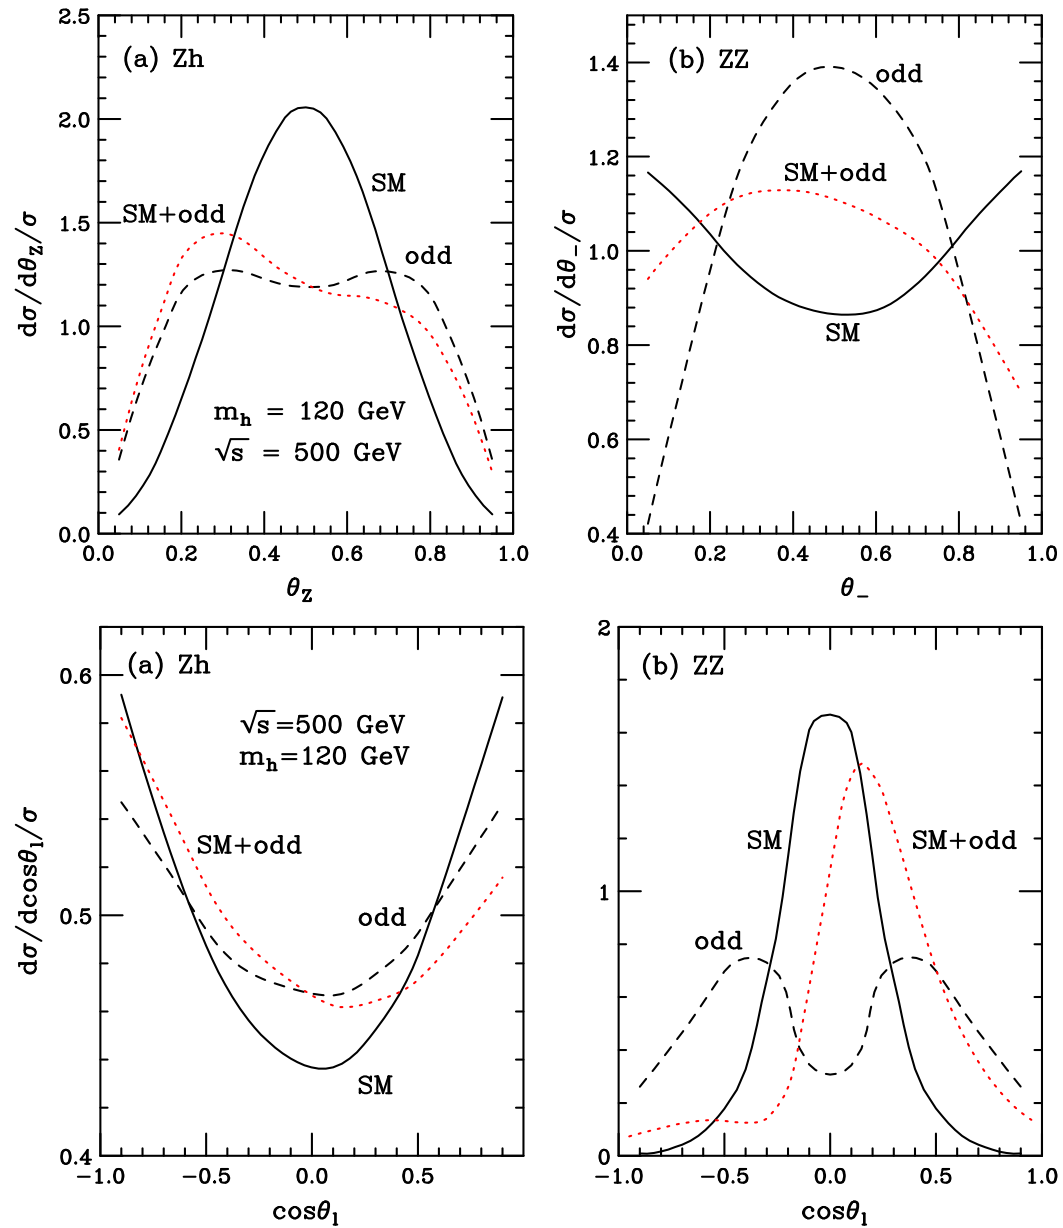 (a) Zh
2.5
2.0
1.5
1.0
0.5
0.0
dσ/dθ_Z/σ
SM
SM+odd
odd
m_h = 120 GeV
√s = 500 GeV
0.0 0.2 0.4 0.6 0.8 1.0
θ_Z
(b) ZZ
1.4
1.2
1.0
0.8
0.6
0.4
dσ/dθ_−/σ
odd
SM+odd
SM
0.0 0.2 0.4 0.6 0.8 1.0
θ_−
(a) Zh
0.6
0.5
0.4
dσ/dcosθ_l/σ
√s=500 GeV
m_h=120 GeV
SM+odd
odd
SM
−1.0 −0.5 0.0 0.5
cosθ_l
(b) ZZ
2
1
0
SM
SM+odd
odd
−1.0 −0.5 0.0 0.5 1.0
cosθ_l